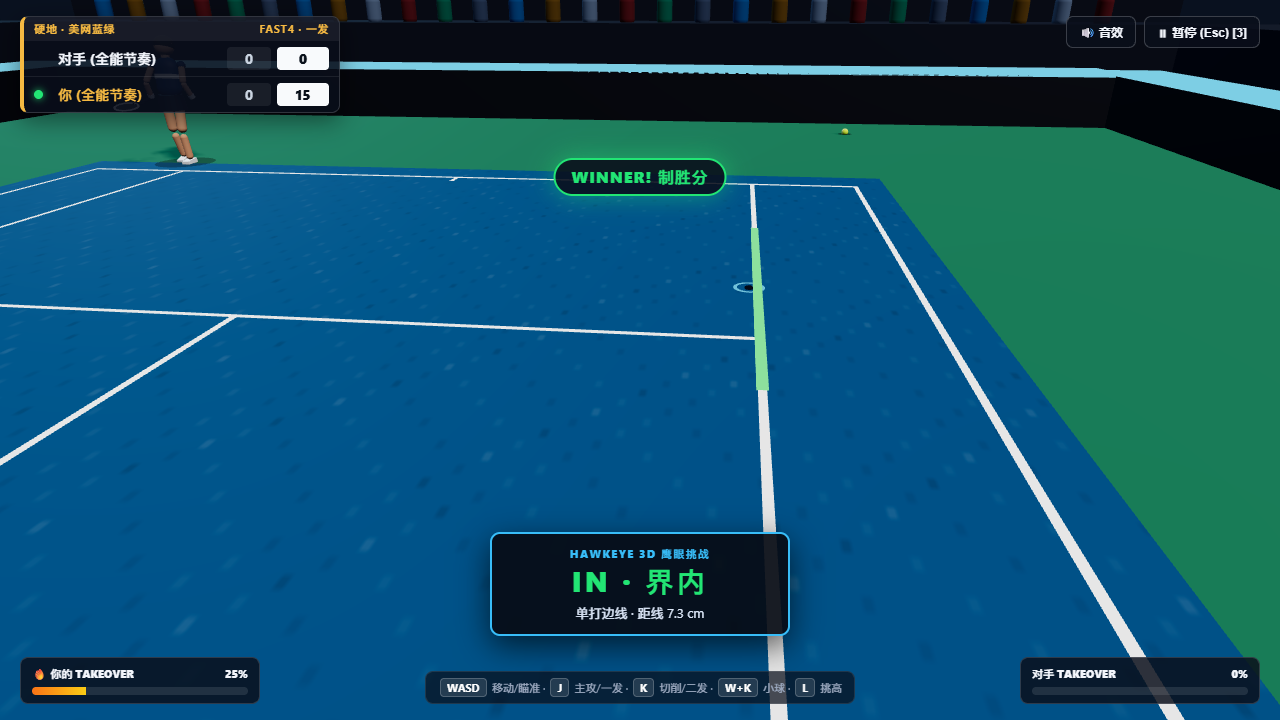 硬地 · 美网蓝绿 FAST4 · 一发
对手 (全能节奏) 0 0
你 (全能节奏) 0 15
🔊 音效
⏸ 暂停 (Esc) [3]
WINNER! 制胜分
HAWKEYE 3D 鹰眼挑战
IN · 界内
单打边线 · 距线 7.3 cm
🔥 你的 TAKEOVER 25%
WASD 移动/瞄准 · J 主攻/一发 · K 切削/二发 · W+K 小球 · L 挑高
对手 TAKEOVER 0%